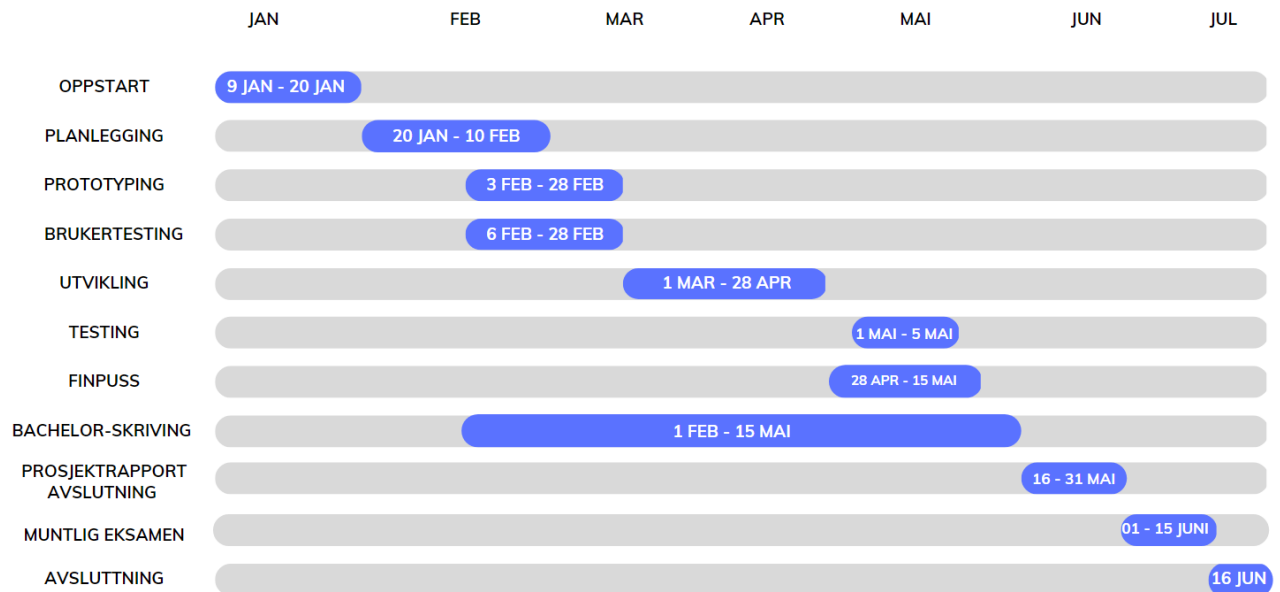 JAN FEB MAR APR MAI JUN JUL
OPPSTART 9 JAN - 20 JAN
PLANLEGGING 20 JAN - 10 FEB
PROTOTYPING 3 FEB - 28 FEB
BRUKERTESTING 6 FEB - 28 FEB
UTVIKLING 1 MAR - 28 APR
TESTING 1 MAI - 5 MAI
FINPUSS 28 APR - 15 MAI
BACHELOR-SKRIVING 1 FEB - 15 MAI
PROSJEKTRAPPORT
AVSLUTNING 16 - 31 MAI
MUNTLIG EKSAMEN 01 - 15 JUNI
AVSLUTTNING 16 JUN